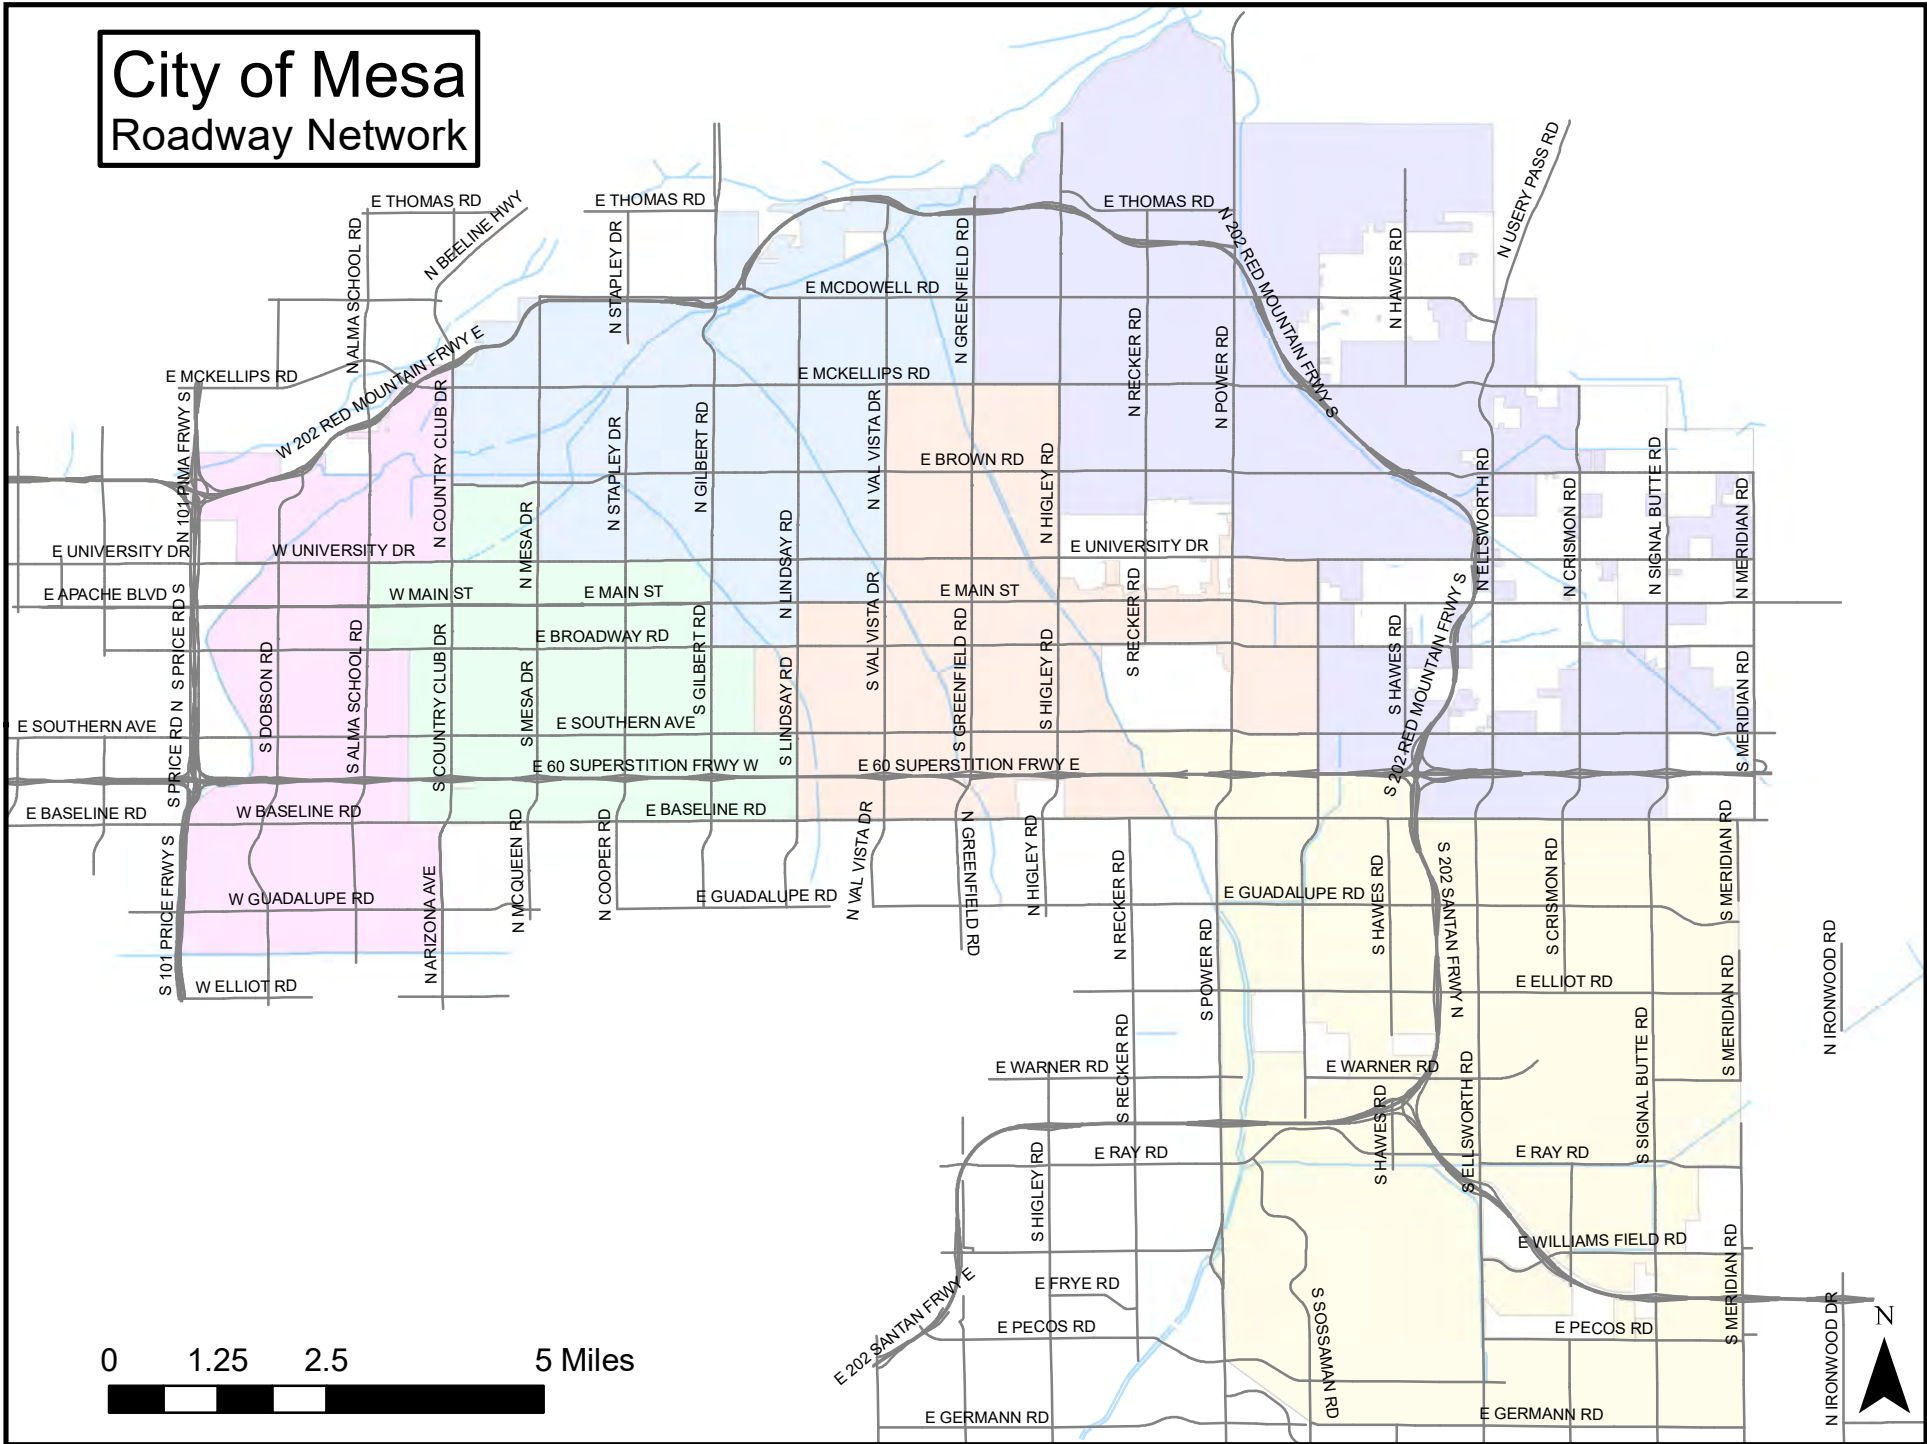 City of Mesa
Roadway Network
E THOMAS RD
E THOMAS RD
E THOMAS RD
N BEELINE HWY
N ALMA SCHOOL RD
N STAPLEY DR
N GREENFIELD RD
N 202 RED MOUNTAIN FRWY S
N HAWES RD
N USERY PASS RD
E MCDOWELL RD
N RECKER RD
N POWER RD
E MCKELLIPS RD
W 202 RED MOUNTAIN FRWY E
E MCKELLIPS RD
N 101 PIMA FRWY S
N COUNTRY CLUB DR
N STAPLEY DR
N GILBERT RD
N VAL VISTA DR
E BROWN RD
N HIGLEY RD
N ELLSWORTH RD
N CRISMON RD
N SIGNAL BUTTE RD
N MERIDIAN RD
N MESA DR
N LINDSAY RD
E UNIVERSITY DR
W UNIVERSITY DR
E UNIVERSITY DR
E APACHE BLVD
W MAIN ST
E MAIN ST
E MAIN ST
E BROADWAY RD
N SPRICE RD S
S PRICE RD N
S DOBSON RD
S ALMA SCHOOL RD
S COUNTRY CLUB DR
S MESA DR
S GILBERT RD
S LINDSAY RD
S VAL VISTA DR
S GREENFIELD RD
S HIGLEY RD
S RECKER RD
S HAWES RD
S 202 RED MOUNTAIN FRWY S
S MERIDIAN RD
E SOUTHERN AVE
E SOUTHERN AVE
E 60 SUPERSTITION FRWY W
E 60 SUPERSTITION FRWY E
E BASELINE RD
W BASELINE RD
E BASELINE RD
S 101 PRICE FRWY S
N ARIZONA AVE
N MCQUEEN RD
N COOPER RD
N VAL VISTA DR
N GREENFIELD RD
N HIGLEY RD
N RECKER RD
S POWER RD
S HAWES RD
S 202 SANTAN FRWY N
S CRISMON RD
S MERIDIAN RD
W GUADALUPE RD
E GUADALUPE RD
E GUADALUPE RD
W ELLIOT RD
E ELLIOT RD
S MERIDIAN RD
N IRONWOOD RD
E WARNER RD
E WARNER RD
S RECKER RD
S HAWES RD
S ELLSWORTH RD
S SIGNAL BUTTE RD
E RAY RD
E RAY RD
S HIGLEY RD
E WILLIAMS FIELD RD
S MERIDIAN RD
E FRYE RD
E 202 SANTAN FRWY E
E PECOS RD
E PECOS RD
S SOSSAMAN RD
N IRONWOOD DR
E GERMANN RD
E GERMANN RD
0 1.25 2.5 5 Miles
N